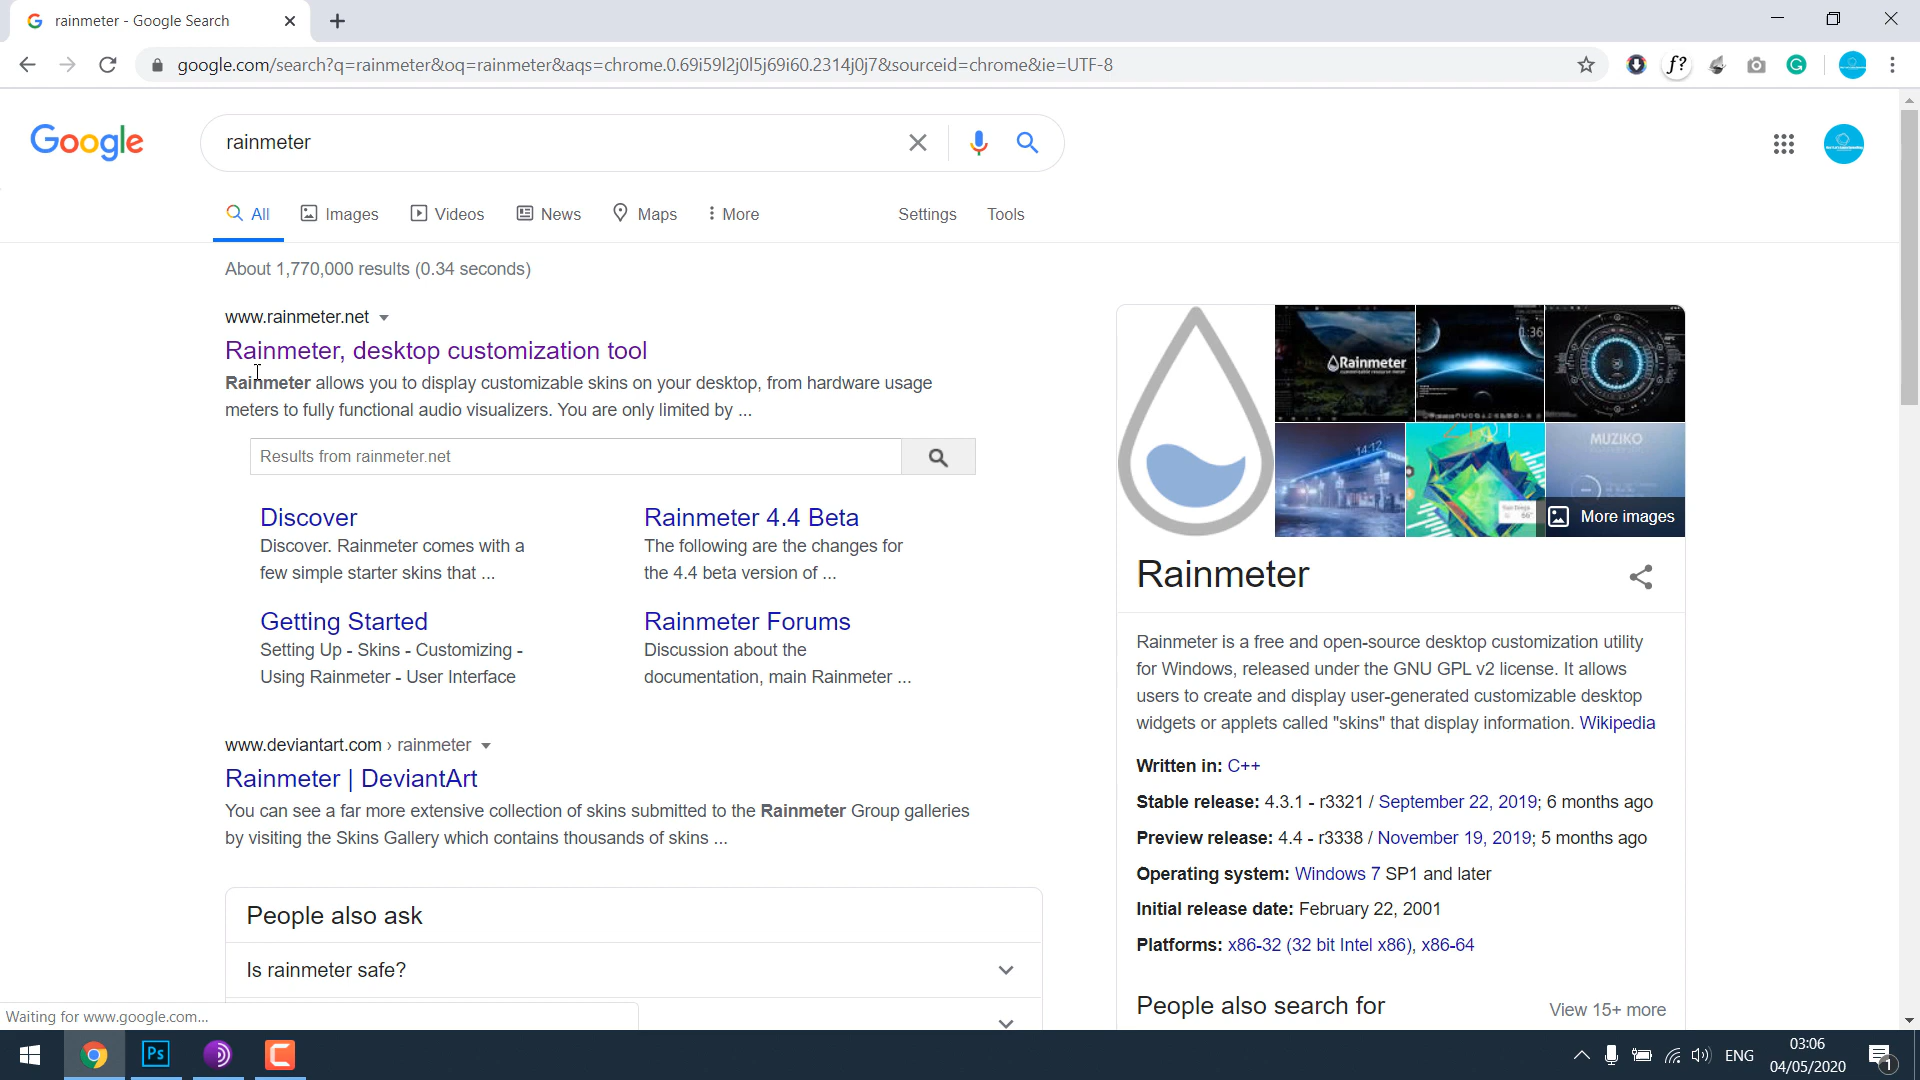 rainmeter - Google Search
google.com/search?q=rainmeter&oq=rainmeter&aqs=chrome.0.69i59l2j0l5j69i60.2314j0j7&sourceid=chrome&ie=UTF-8
f?
Google
rainmeter
All
Images
Videos
News
Maps
More
Settings
Tools
About 1,770,000 results (0.34 seconds)
www.rainmeter.net
Rainmeter, desktop customization tool
Rainmeter allows you to display customizable skins on your desktop, from hardware usage
meters to fully functional audio visualizers. You are only limited by ...
Results from rainmeter.net
Discover
Discover. Rainmeter comes with a
few simple starter skins that ...
Rainmeter 4.4 Beta
The following are the changes for
the 4.4 beta version of ...
Getting Started
Setting Up - Skins - Customizing -
Using Rainmeter - User Interface
Rainmeter Forums
Discussion about the
documentation, main Rainmeter ...
www.deviantart.com › rainmeter
Rainmeter | DeviantArt
You can see a far more extensive collection of skins submitted to the Rainmeter Group galleries
by visiting the Skins Gallery which contains thousands of skins ...
People also ask
Is rainmeter safe?
Rainmeter
1:36
14:12
MUZIKO
More images
Rainmeter
Rainmeter is a free and open-source desktop customization utility
for Windows, released under the GNU GPL v2 license. It allows
users to create and display user-generated customizable desktop
widgets or applets called "skins" that display information. Wikipedia
Written in: C++
Stable release: 4.3.1 - r3321 / September 22, 2019; 6 months ago
Preview release: 4.4 - r3338 / November 19, 2019; 5 months ago
Operating system: Windows 7 SP1 and later
Initial release date: February 22, 2001
Platforms: x86-32 (32 bit Intel x86), x86-64
People also search for
View 15+ more
Waiting for www.google.com...
Ps
ENG
03:06
04/05/2020
1